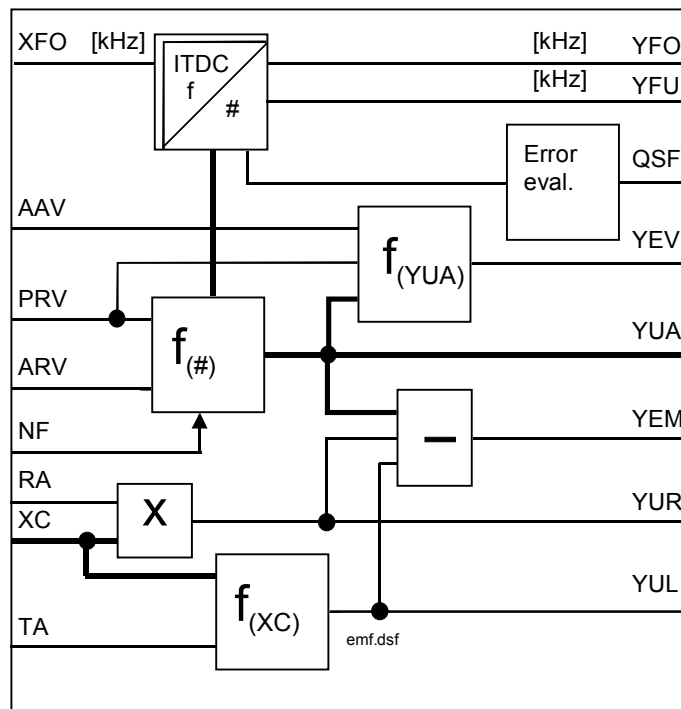 XFO [kHz] ITDC [kHz] YFO
f [kHz] YFU
#
Error QSF
eval.
AAV YEV
f(YUA)
PRV
f(#) YUA
ARV
NF – YEM
RA
X YUR
XC
f(XC) YUL
TA emf.dsf